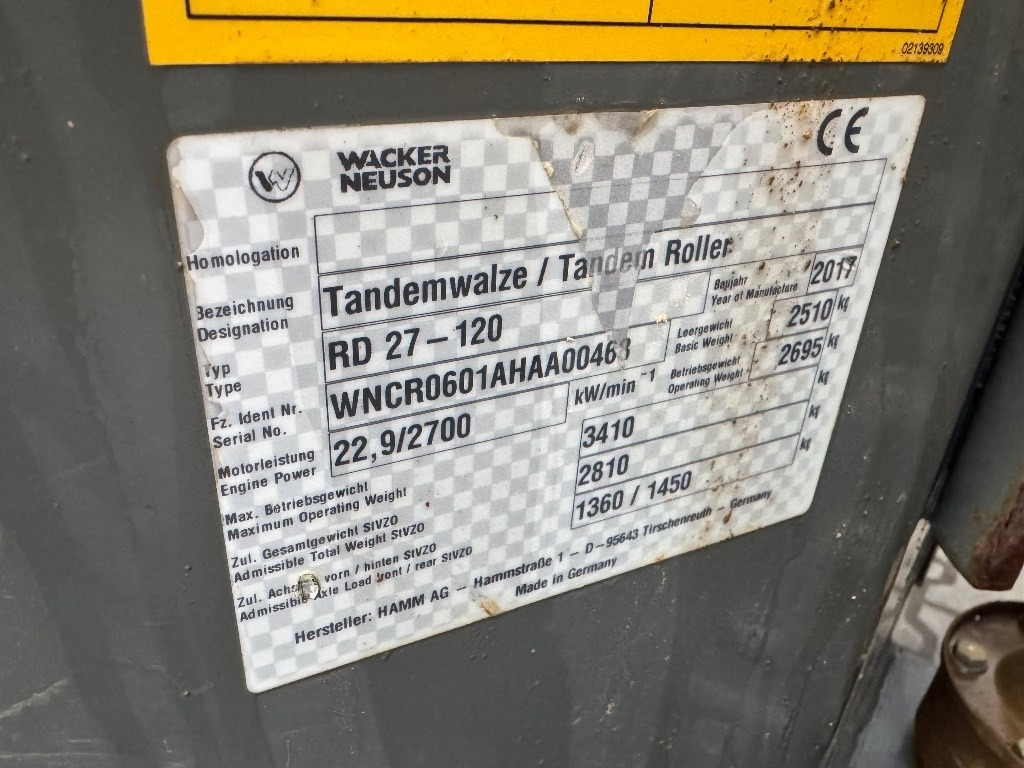 02139309
WACKER
NEUSON
CE
Homologation
Bezeichnung
Designation
Tandemwalze / Tandem Roller
Typ
Type
RD 27-120
Baujahr
Year of Manufacture
2017
Fz. Ident Nr.
Serial No.
WNCR0601AHAA00468
Leergewicht
Basic Weight
2510 kg
Motorleistung
Engine Power
22,9/2700
kW/min -1
Betriebsgewicht
Operating Weight
2695 kg
Max. Betriebsgewicht
Maximum Operating Weight
3410 kg
Zul. Gesamtgewicht StVZO
Admissible Total Weight StVZO
2810 kg
Zul. vorn / hinten StVZO
Admissible Axle Load front / rear StVZO
1360 / 1450 kg
Hersteller: HAMM AG - Hammstraße 1 - D-95643 Tirschenreuth - Germany
Made in Germany